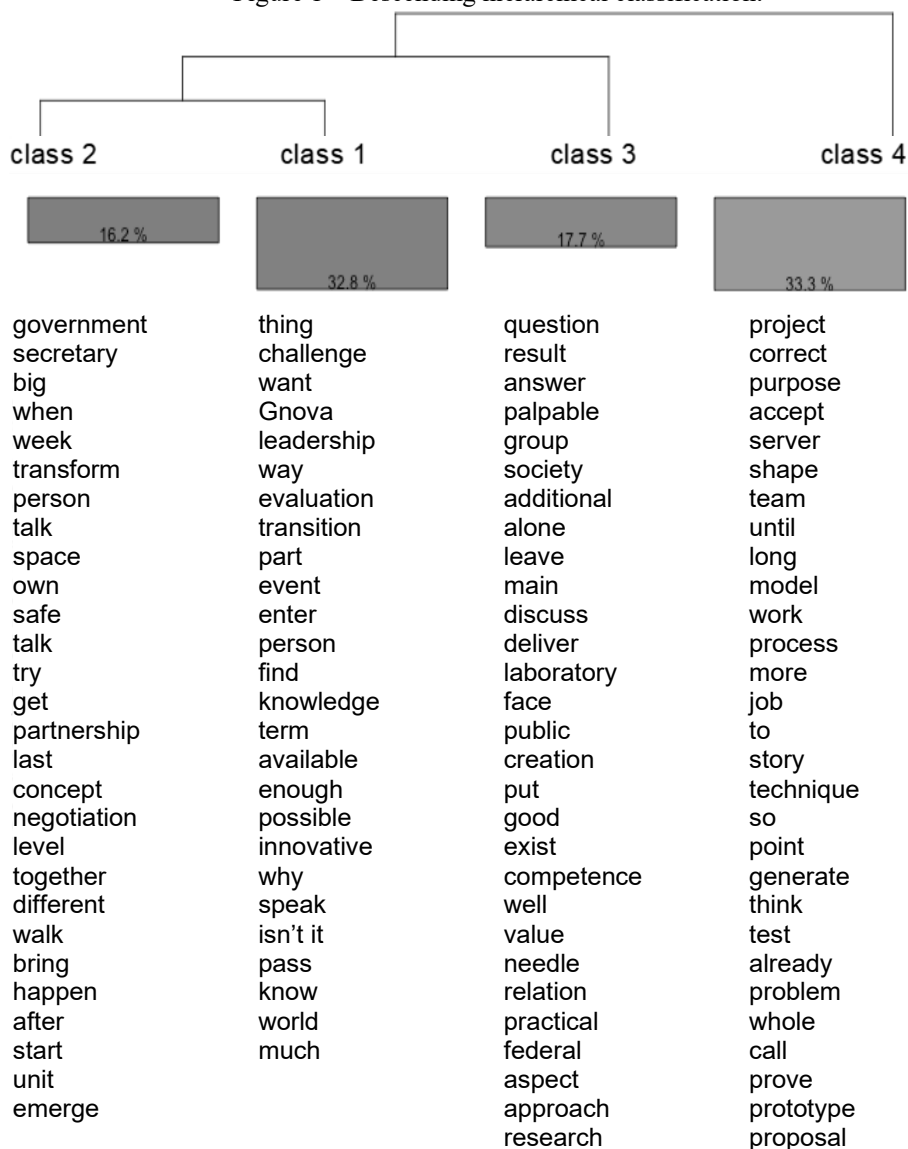 Descending hierarchical classification.
class 2
class 1
class 3
class 4
16.2 %
32.8 %
17.7 %
33.3 %
government
secretary
big
when
week
transform
person
talk
space
own
safe
talk
try
get
partnership
last
concept
negotiation
level
together
different
walk
bring
happen
after
start
unit
emerge
thing
challenge
want
Gnova
leadership
way
evaluation
transition
part
event
enter
person
find
knowledge
term
available
enough
possible
innovative
why
speak
isn't it
pass
know
world
much
question
result
answer
palpable
group
society
additional
alone
leave
main
discuss
deliver
laboratory
face
public
creation
put
good
exist
competence
well
value
needle
relation
practical
federal
aspect
approach
research
project
correct
purpose
accept
server
shape
team
until
long
model
work
process
more
job
to
story
technique
so
point
generate
think
test
already
problem
whole
call
prove
prototype
proposal